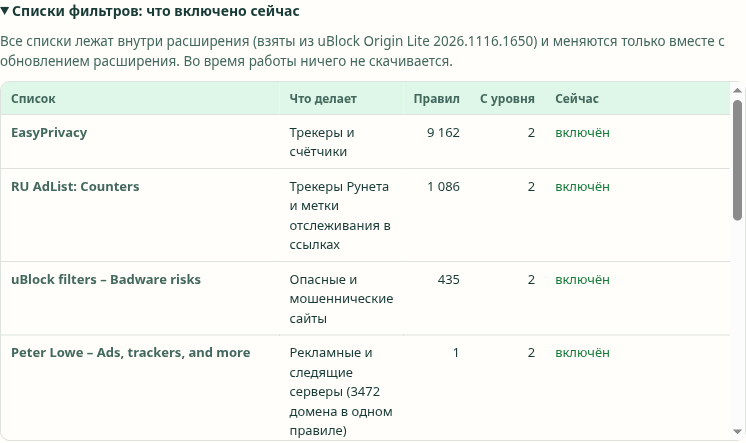 ▼ Списки фильтров: что включено сейчас
Все списки лежат внутри расширения (взяты из uBlock Origin Lite 2026.1116.1650) и меняются только вместе с
обновлением расширения. Во время работы ничего не скачивается.
Список Что делает Правил С уровня Сейчас
EasyPrivacy Трекеры и 9 162 2 включён
счётчики
RU AdList: Counters Трекеры Рунета 1 086 2 включён
и метки
отслеживания в
ссылках
uBlock filters – Badware risks Опасные и 435 2 включён
мошеннические
сайты
Peter Lowe – Ads, trackers, and more Рекламные и 1 2 включён
следящие
серверы (3472
домена в одном
правиле)